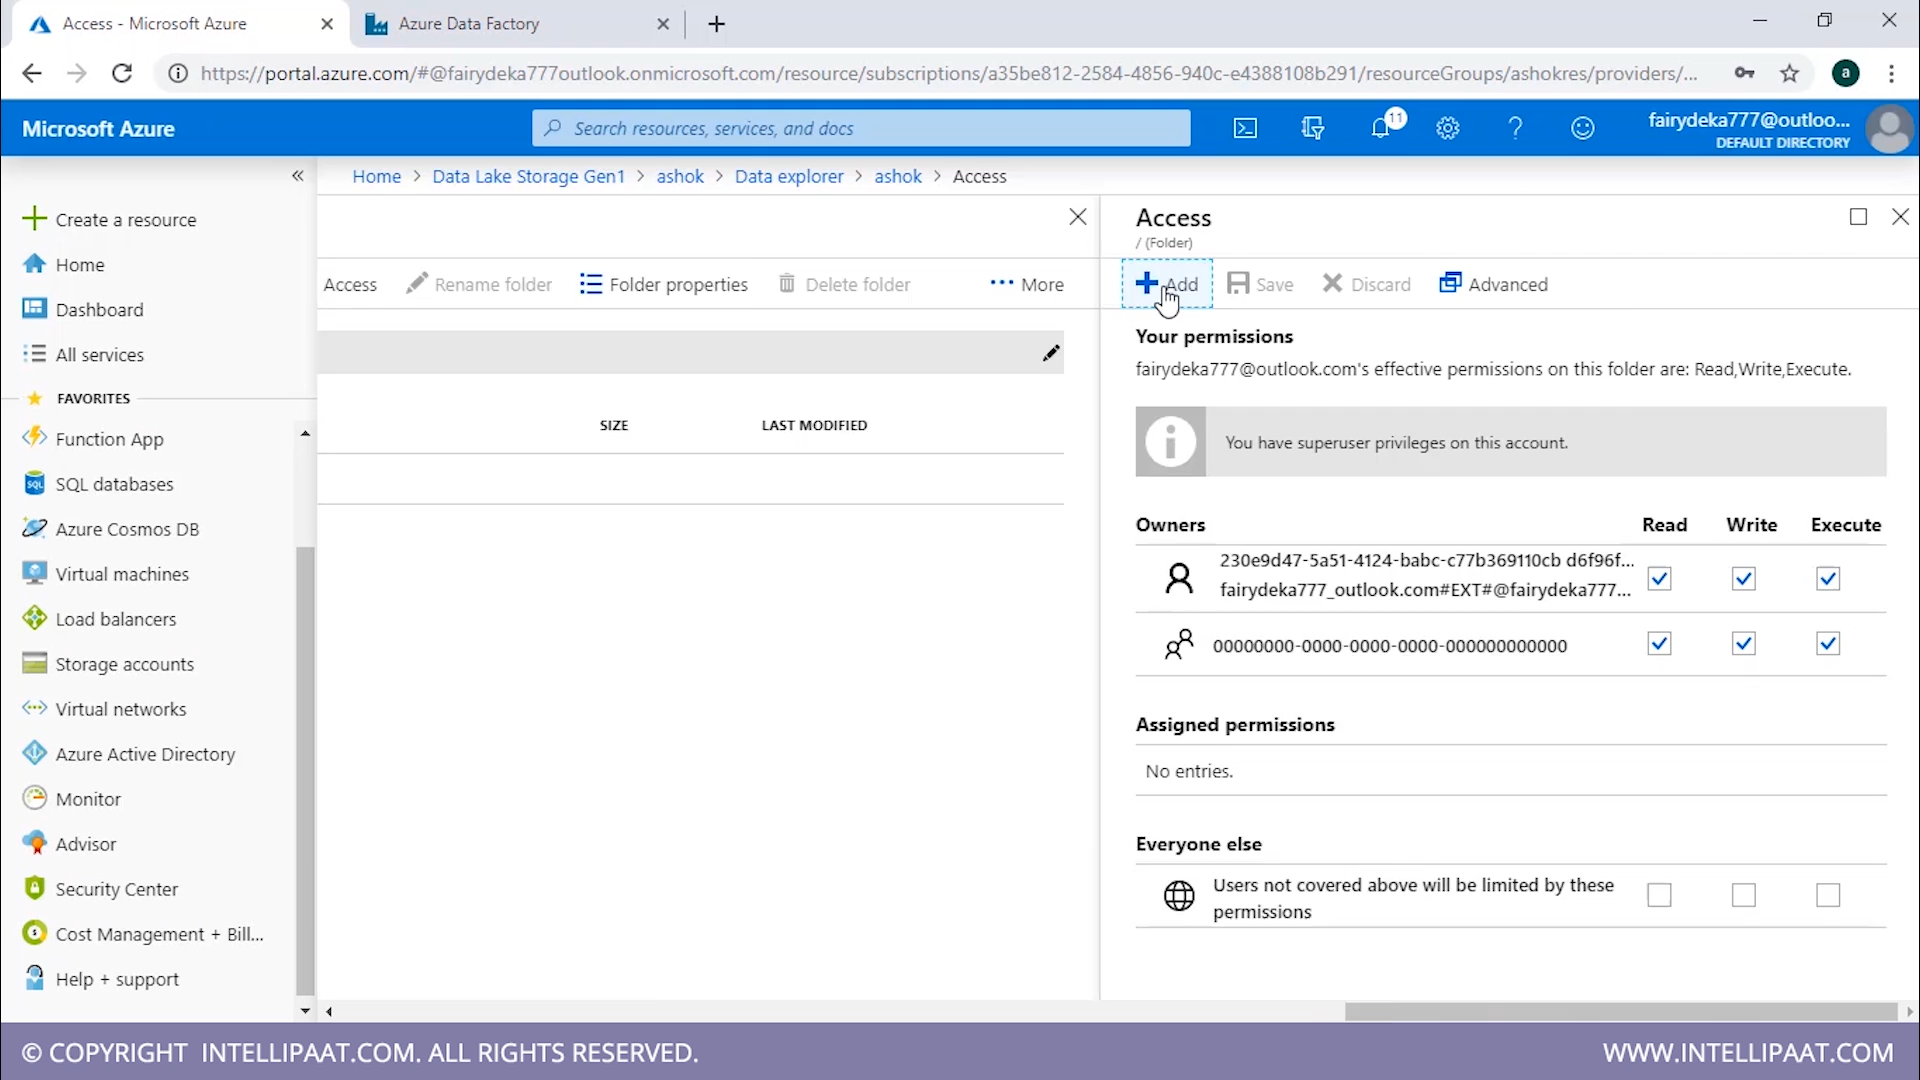 Access - Microsoft Azure
Azure Data Factory
https://portal.azure.com/#@fairydeka777outlook.onmicrosoft.com/resource/subscriptions/a35be812-2584-4856-940c-e4388108b291/resourceGroups/ashokres/providers/...
a
Microsoft Azure
Search resources, services, and docs
11
fairydeka777@outloo...
DEFAULT DIRECTORY
Home > Data Lake Storage Gen1 > ashok > Data explorer > ashok > Access
Create a resource
Home
Dashboard
All services
FAVORITES
Function App
SQL databases
Azure Cosmos DB
Virtual machines
Load balancers
Storage accounts
Virtual networks
Azure Active Directory
Monitor
Advisor
Security Center
Cost Management + Bill...
Help + support
Access Rename folder Folder properties Delete folder ... More
SIZE LAST MODIFIED
Access
/ (Folder)
Add Save Discard Advanced
Your permissions
fairydeka777@outlook.com's effective permissions on this folder are: Read,Write,Execute.
You have superuser privileges on this account.
Owners Read Write Execute
230e9d47-5a51-4124-babc-c77b369110cb d6f96f...
fairydeka777_outlook.com#EXT#@fairydeka777...
00000000-0000-0000-0000-000000000000
Assigned permissions
No entries.
Everyone else
Users not covered above will be limited by these
permissions
© COPYRIGHT INTELLIPAAT.COM. ALL RIGHTS RESERVED.
WWW.INTELLIPAAT.COM